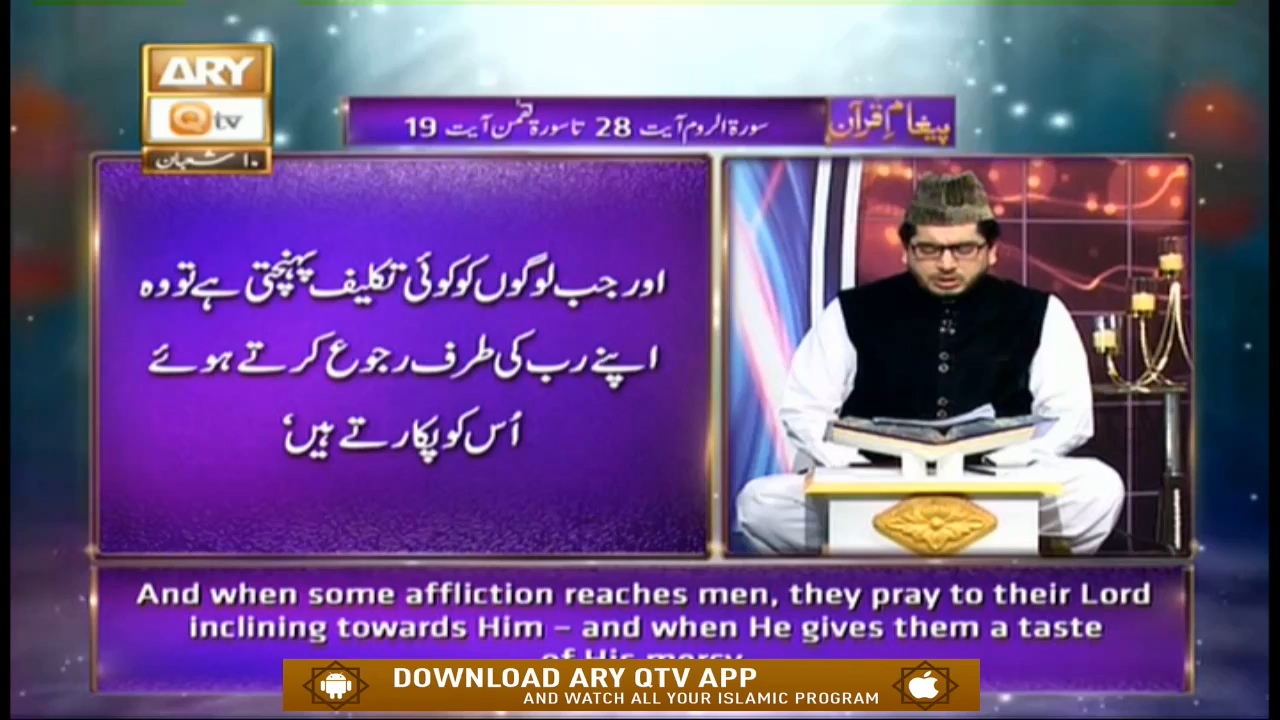 ARY
Qtv
۱۰ شعبان
پیغامِ قرآن
سورۃ الروم آیت 28 تا سورۃ لقمٰن آیت 19
اور جب لوگوں کو کوئی تکلیف پہنچتی ہے تو وہ
اپنے رب کی طرف رجوع کرتے ہوئے
اُس کو پکارتے ہیں؛
And when some affliction reaches men, they pray to their Lord
inclining towards Him – and when He gives them a taste
of His mercy
DOWNLOAD ARY QTV APP
AND WATCH ALL YOUR ISLAMIC PROGRAM